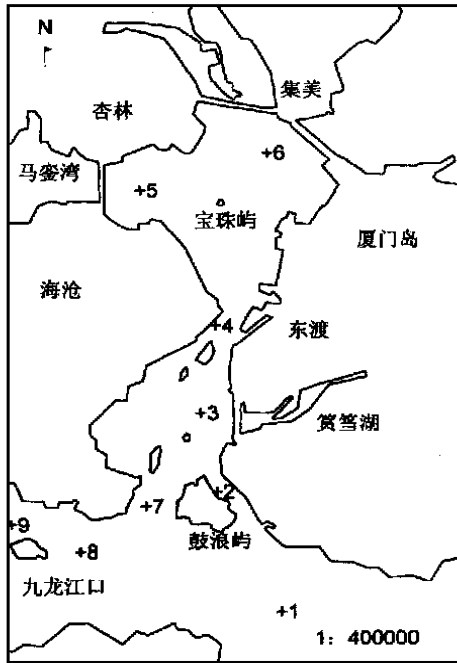 N
集美
杏林
+6
马銮湾
+5
宝珠屿
厦门岛
海沧
+4
东渡
+3
筼筜湖
+2
+7
+9
鼓浪屿
+8
九龙江口
+1
1: 400000